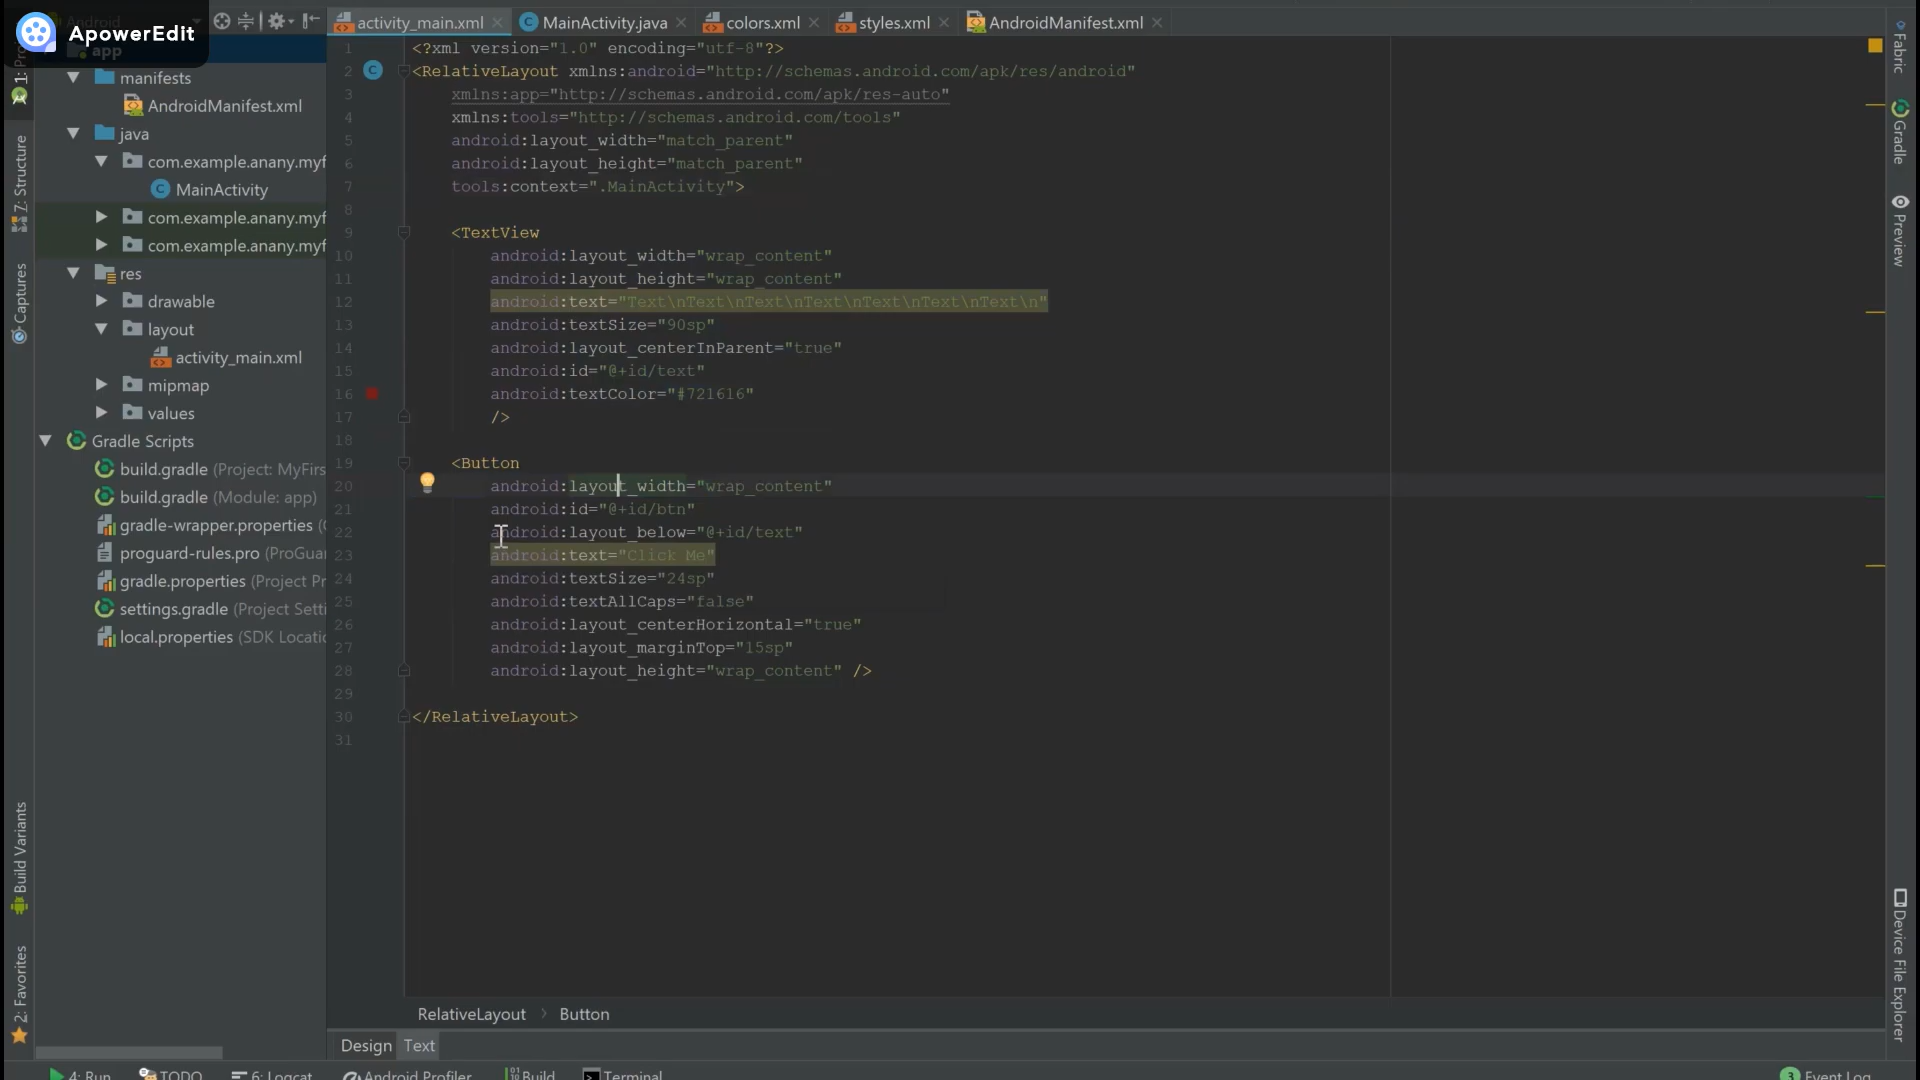 ApowerEdit
app
manifests
AndroidManifest.xml
java
com.example.anany.myf
MainActivity
com.example.anany.myf
com.example.anany.myf
res
drawable
layout
activity_main.xml
mipmap
values
Gradle Scripts
build.gradle (Project: MyFirs
build.gradle (Module: app)
gradle-wrapper.properties (
proguard-rules.pro (ProGua
gradle.properties (Project Pr
settings.gradle (Project Setti
local.properties (SDK Locatic
Z: Structure
Captures
Build Variants
2: Favorites
activity_main.xml
MainActivity.java
colors.xml
styles.xml
AndroidManifest.xml
1 <?xml version="1.0" encoding="utf-8"?>
2 <RelativeLayout xmlns:android="http://schemas.android.com/apk/res/android"
3 xmlns:app="http://schemas.android.com/apk/res-auto"
4 xmlns:tools="http://schemas.android.com/tools"
5 android:layout_width="match_parent"
6 android:layout_height="match_parent"
7 tools:context=".MainActivity">
8
9 <TextView
10 android:layout_width="wrap_content"
11 android:layout_height="wrap_content"
12 android:text="Text\nText\nText\nText\nText\nText\nText\n"
13 android:textSize="90sp"
14 android:layout_centerInParent="true"
15 android:id="@+id/text"
16 android:textColor="#721616"
17 />
18
19 <Button
20 android:layout_width="wrap_content"
21 android:id="@+id/btn"
22 android:layout_below="@+id/text"
23 android:text="Click Me"
24 android:textSize="24sp"
25 android:textAllCaps="false"
26 android:layout_centerHorizontal="true"
27 android:layout_marginTop="15sp"
28 android:layout_height="wrap_content" />
29
30 </RelativeLayout>
31
RelativeLayout › Button
Design Text
Fabric
Gradle
Preview
Device File Explorer
4: Run
TODO
6: Logcat
Android Profiler
Build
Terminal
3 Event Log